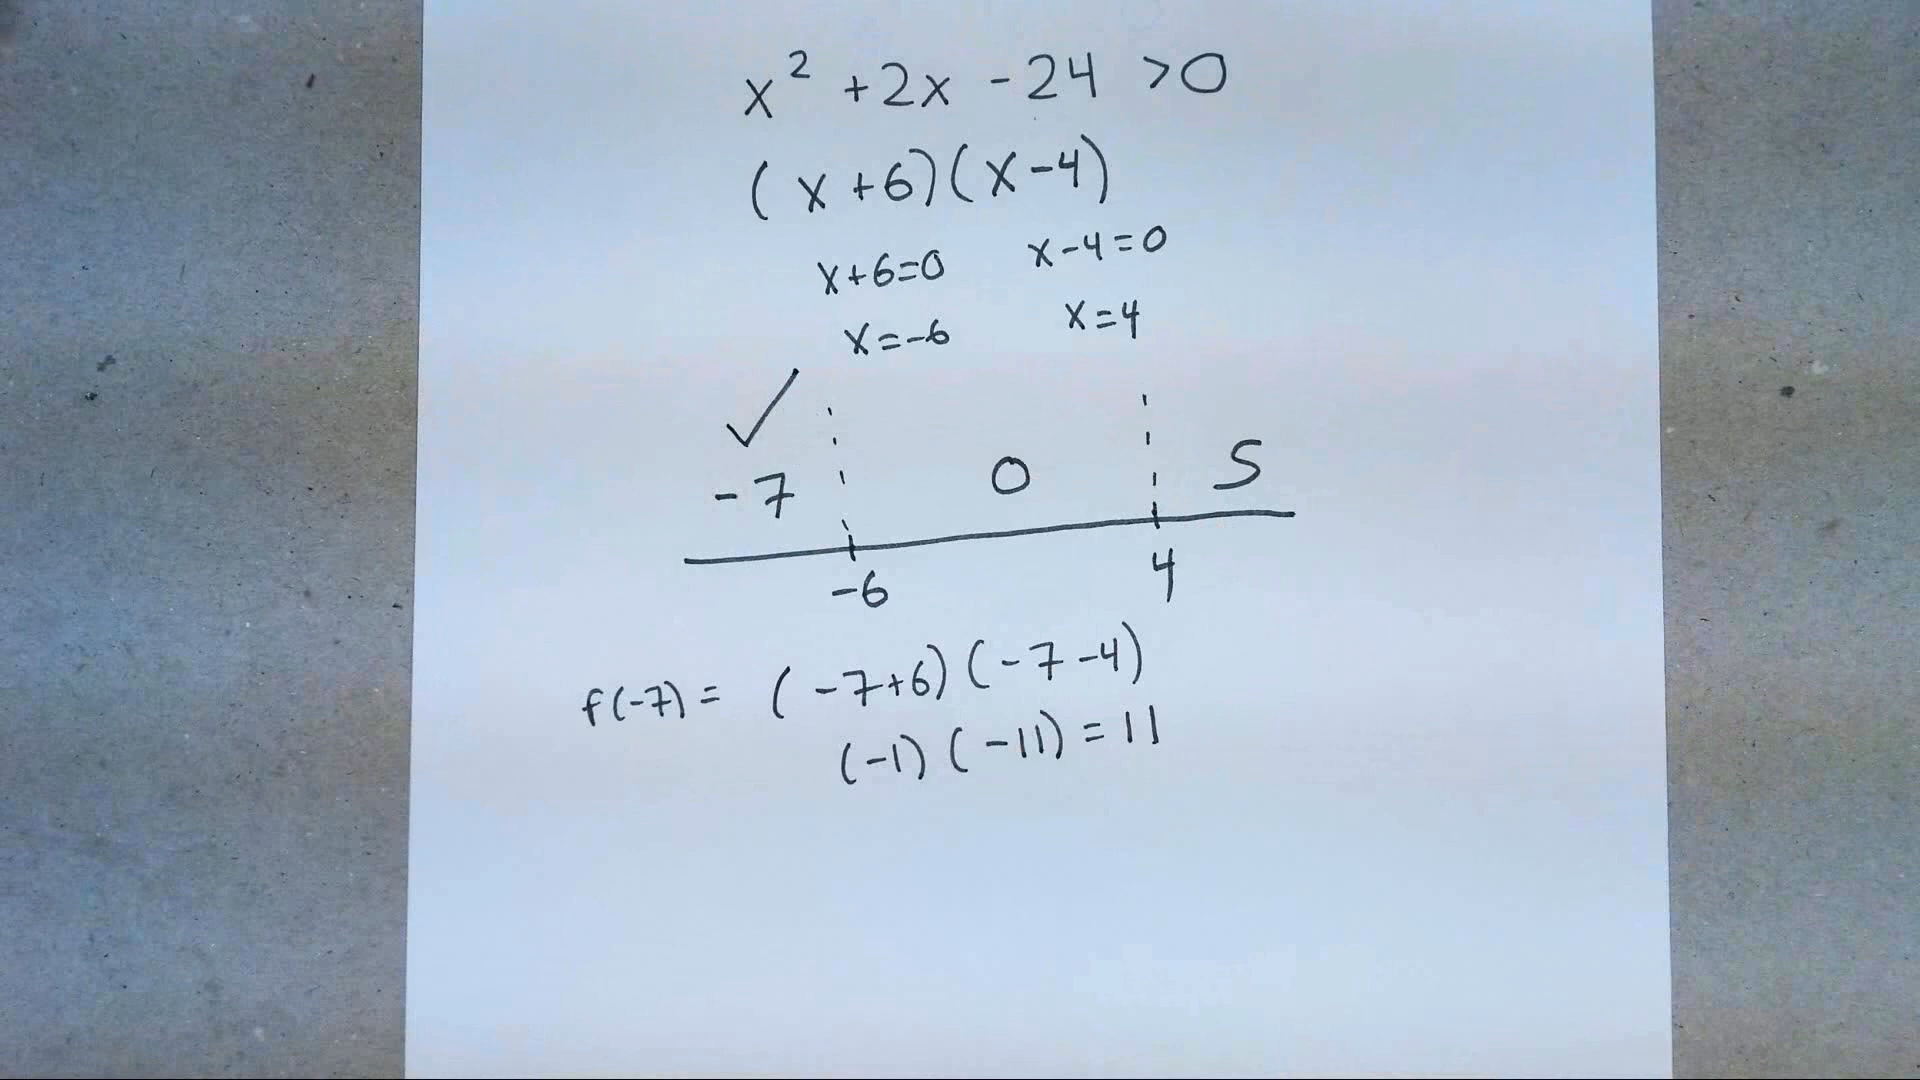 x² +2x -24 >0
(x+6)(x-4)
x+6=0 x-4=0
x=-6 x=4
✓
-7 0 5
-6 4
f(-7)= (-7+6)(-7-4)
(-1)(-11)=11